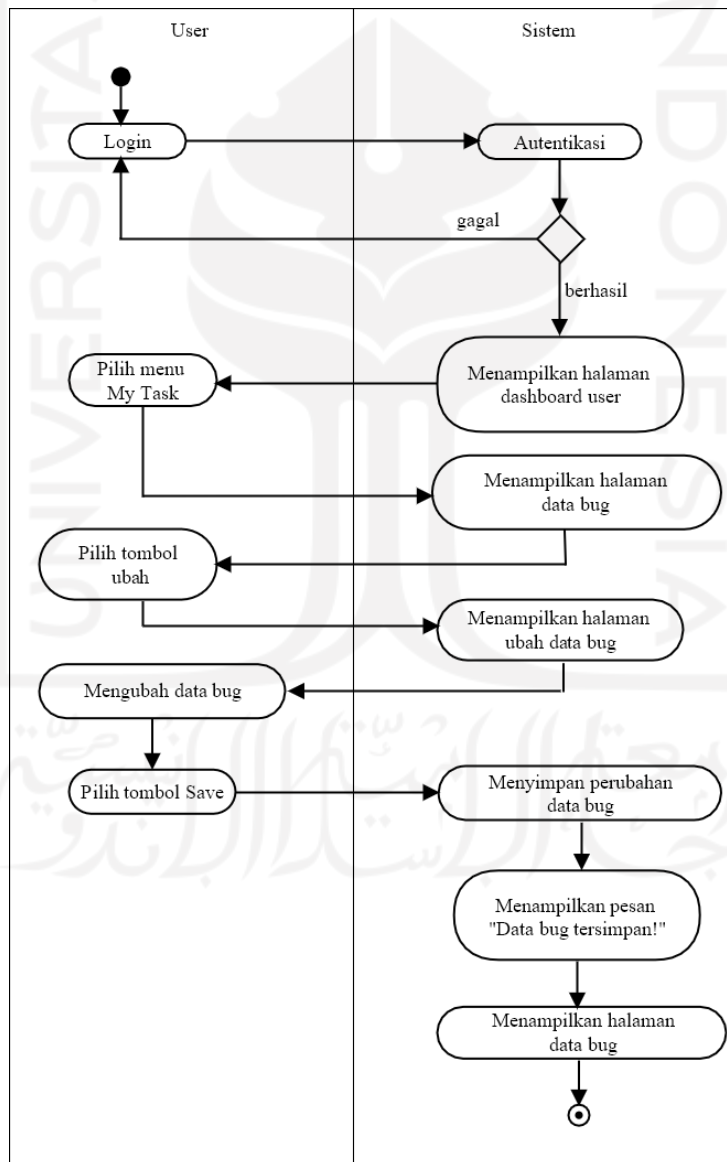 User
Sistem
Login
Autentikasi
gagal
berhasil
Pilih menu
My Task
Menampilkan halaman
dashboard user
Menampilkan halaman
data bug
Pilih tombol
ubah
Menampilkan halaman
ubah data bug
Mengubah data bug
Pilih tombol Save
Menyimpan perubahan
data bug
Menampilkan pesan
"Data bug tersimpan!"
Menampilkan halaman
data bug
UNIVERSITA
NDONESIA